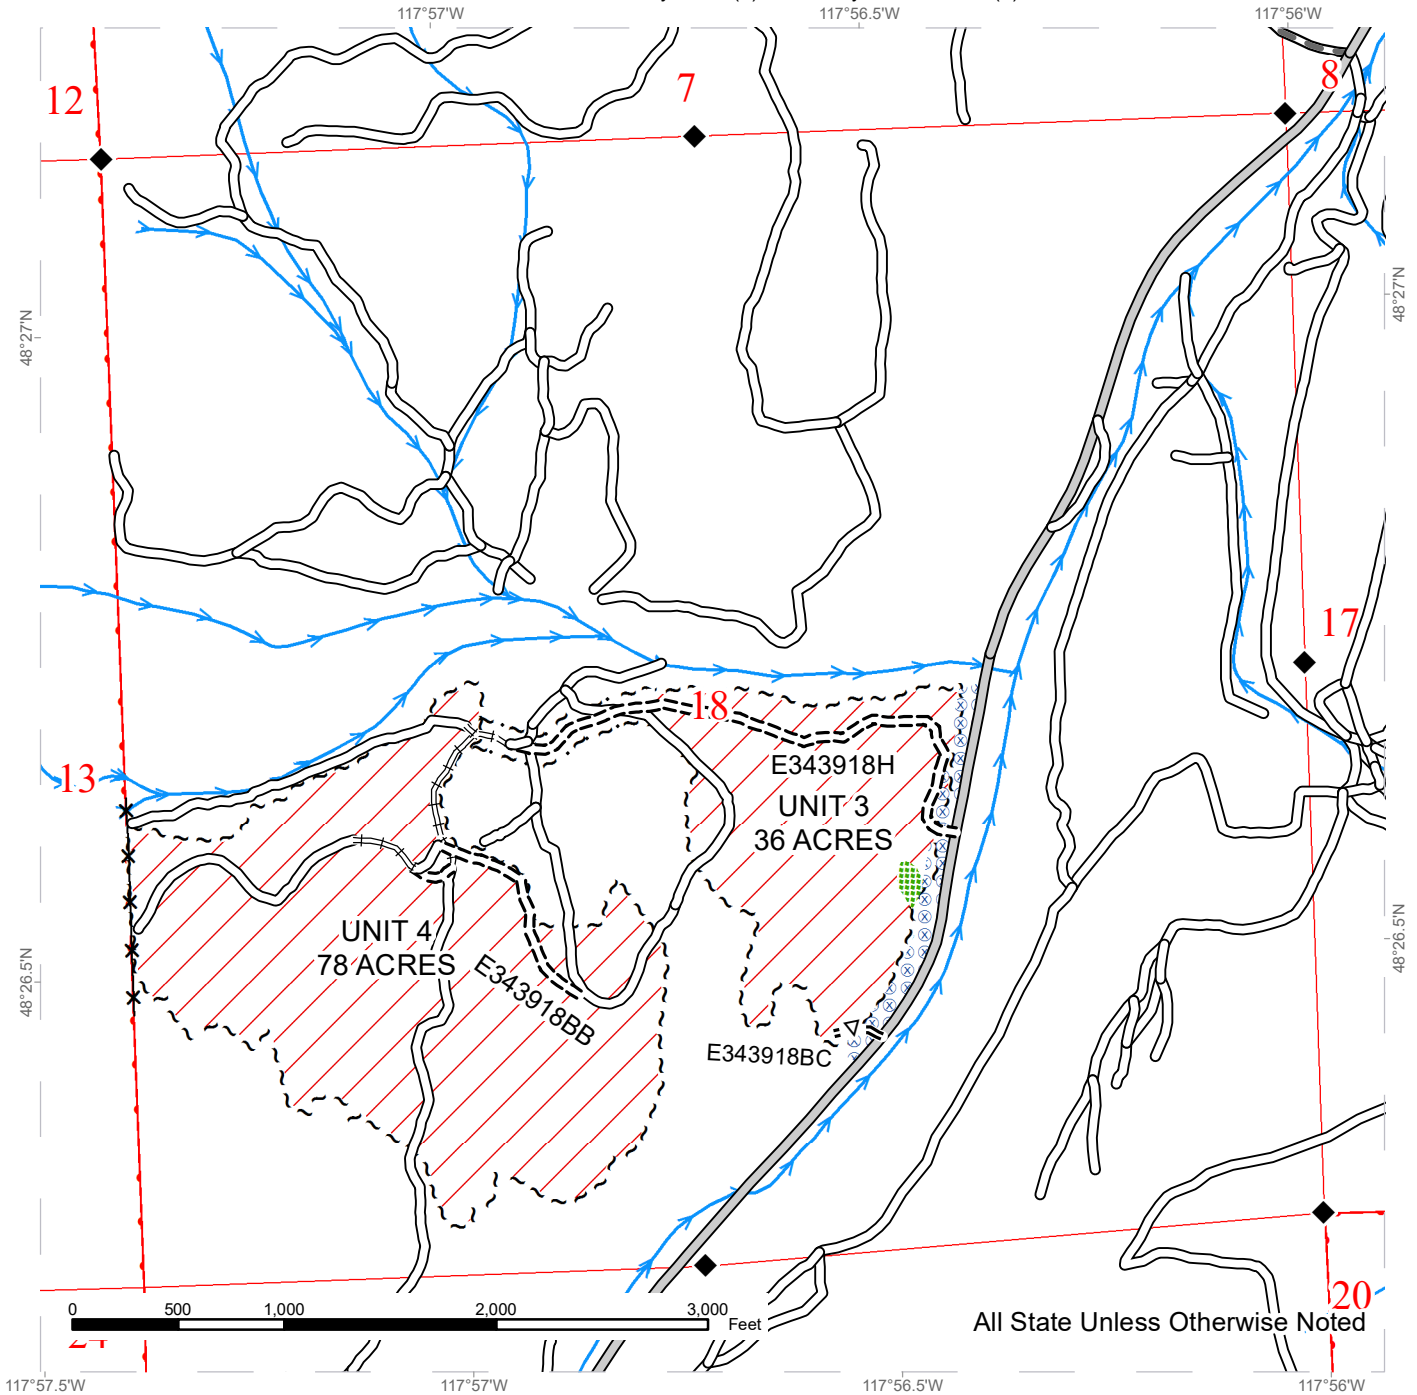 117°57'W
117°56.5'W
117°56'W
12
7
8
48°27'N
48°27'N
17
18
13
E343918H
UNIT 3
36 ACRES
UNIT 4
78 ACRES
E343918BB
E343918BC
48°26.5'N
48°26.5'N
20
0
500
1,000
2,000
3,000
Feet
All State Unless Otherwise Noted
24
117°57.5'W
117°57'W
117°56.5'W
117°56'W